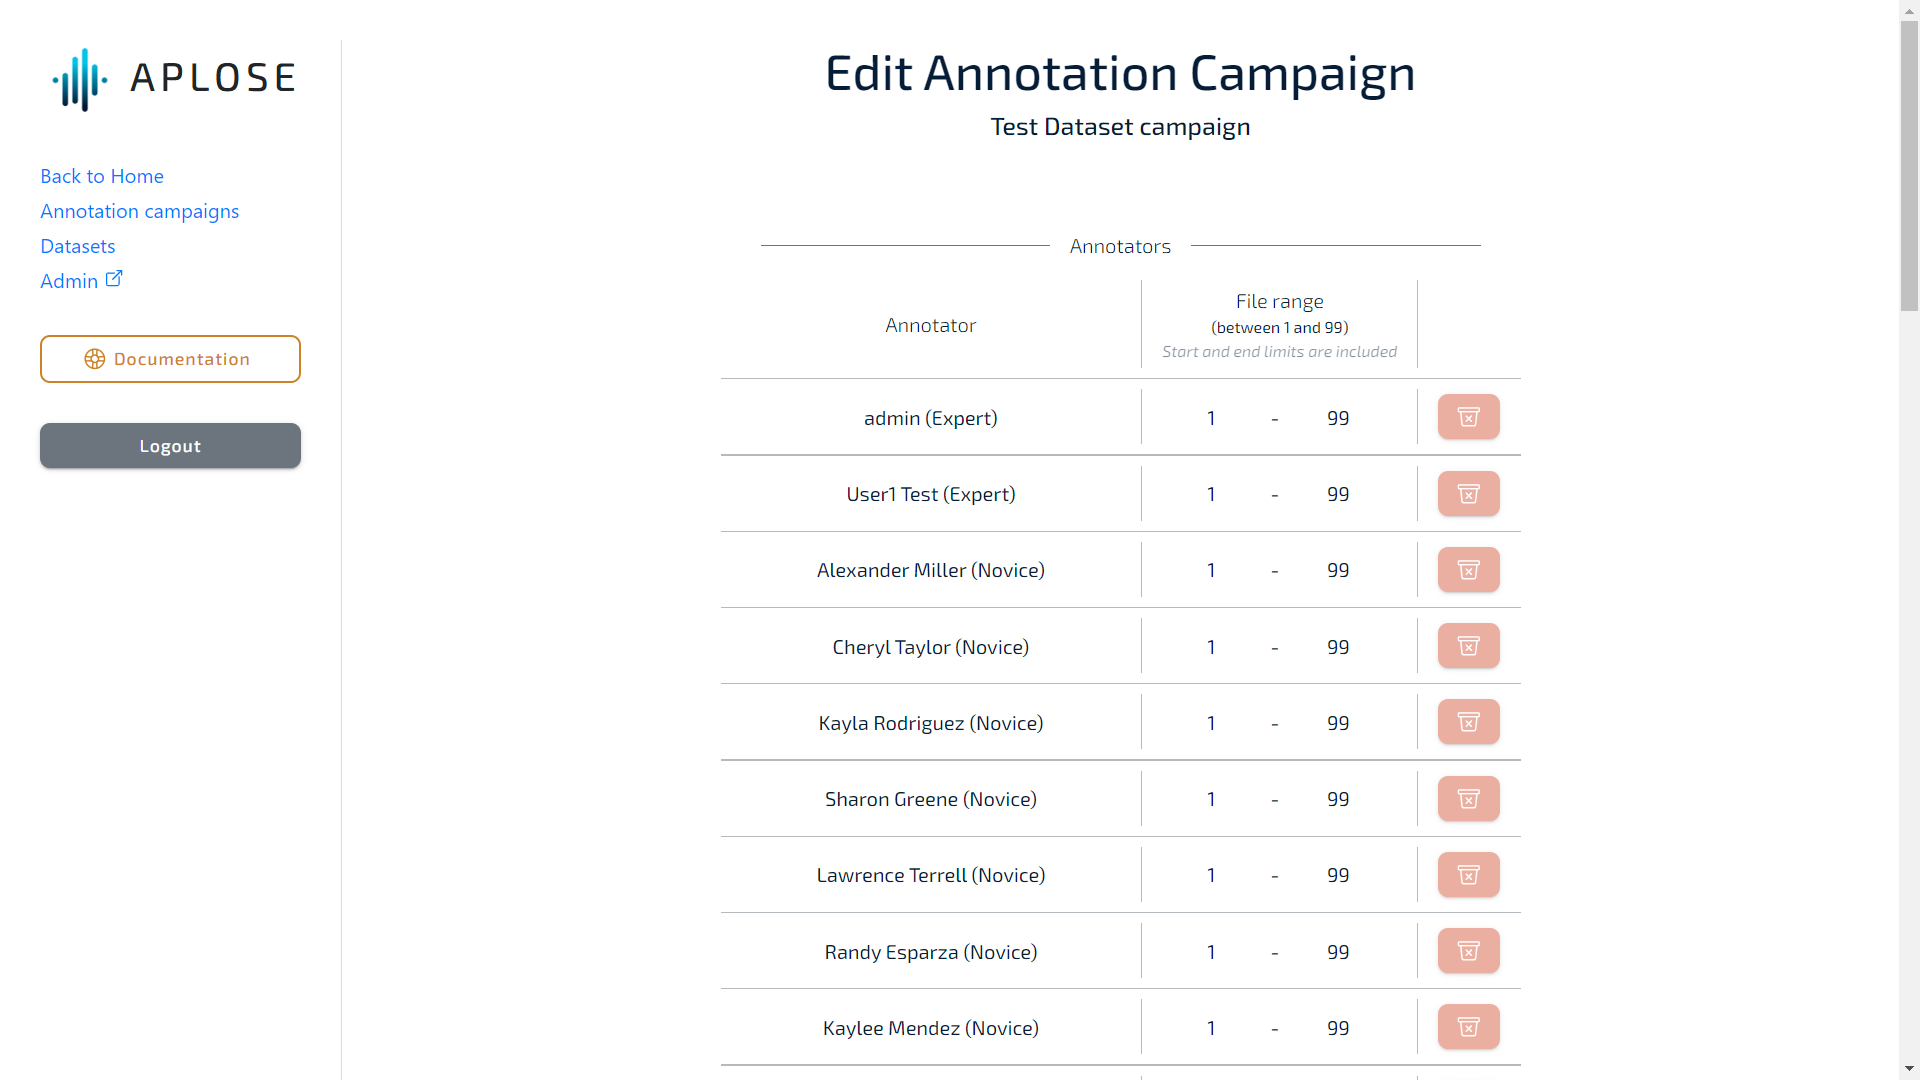 APLOSE
Back to Home
Annotation campaigns
Datasets
Admin
Documentation
Logout
Edit Annotation Campaign
Test Dataset campaign
Annotators
Annotator
File range
(between 1 and 99)
Start and end limits are included
admin (Expert) 1 - 99
User1 Test (Expert) 1 - 99
Alexander Miller (Novice) 1 - 99
Cheryl Taylor (Novice) 1 - 99
Kayla Rodriguez (Novice) 1 - 99
Sharon Greene (Novice) 1 - 99
Lawrence Terrell (Novice) 1 - 99
Randy Esparza (Novice) 1 - 99
Kaylee Mendez (Novice) 1 - 99